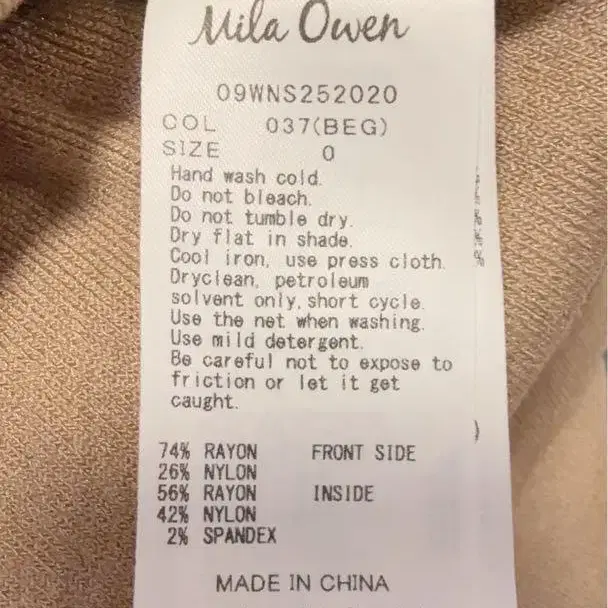 Mila Owen
09WNS252020
COL 037(BEG)
SIZE 0
Hand wash cold.
Do not bleach.
Do not tumble dry.
Dry flat in shade.
Cool iron, use press cloth.
Dryclean, petroleum
solvent only, short cycle.
Use the net when washing.
Use mild detergent.
Be careful not to expose to
friction or let it get
caught.
74% RAYON FRONT SIDE
26% NYLON
56% RAYON INSIDE
42% NYLON
2% SPANDEX
MADE IN CHINA